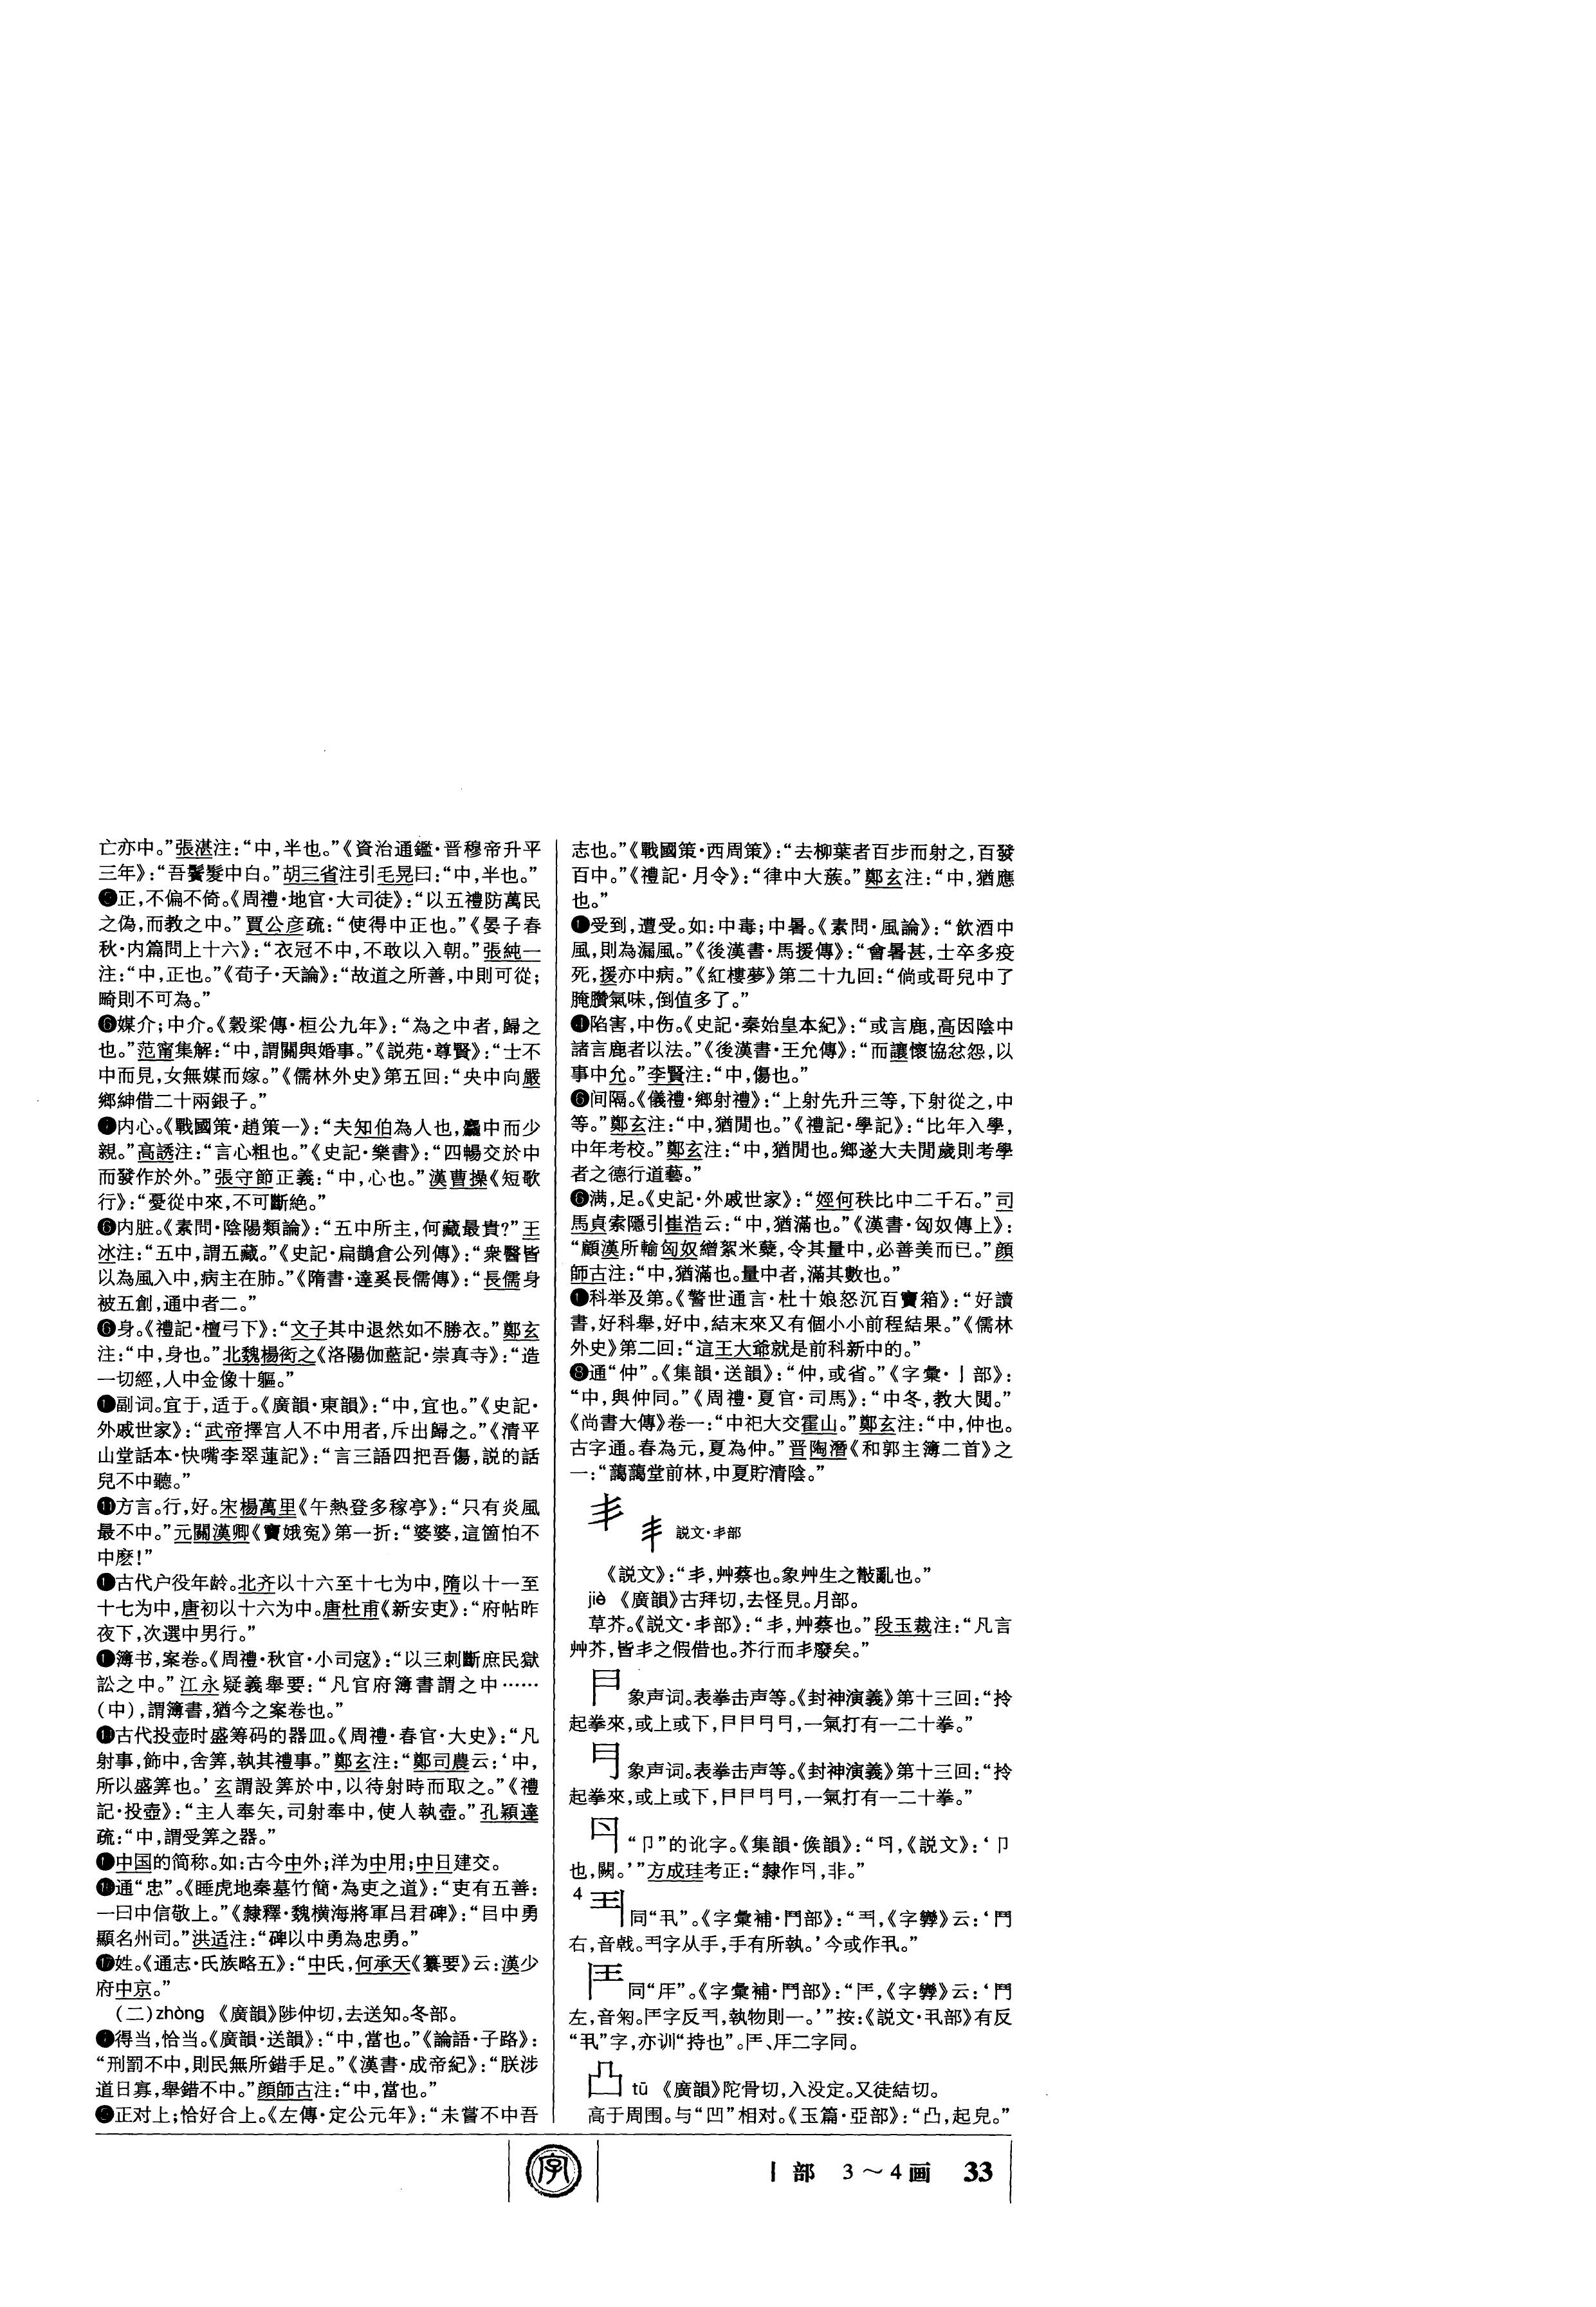 亡亦中。”張湛注：“中，半也。”《資治通鑑·晋穆帝升平
三年》：“吾鬢髮中白。”胡三省注引毛晃曰：“中，半也。”
正，不偏不倚。《周禮·地官·大司徒》：“以五禮防萬民
之偽，而教之中。”賈公彦疏：“使得中正也。”《晏子春
秋·内篇問上十六》：“衣冠不中，不敢以入朝。”張純一
注：“中，正也。”《荀子·天論》：“故道之所善，中則可從；
畸則不可為。”
❻媒介；中介。《穀梁傳·桓公九年》：“為之中者，歸之
也。”范甯集解：“中，謂關與婚事。”《説苑·尊賢》：“士不
中而見，女無媒而嫁。”《儒林外史》第五回：“央中向嚴
鄉紳借二十兩銀子。”
内心。《戰國策·趙策一》：“夫知伯為人也，麤中而少
親。”高誘注：“言心粗也。”《史記·樂書》：“四暢交於中
而發作於外。”張守節正義：“中，心也。”漢曹操《短歌
行》：“憂從中來，不可斷絶。”
❻内脏。《素問·陰陽類論》：“五中所主，何藏最貴？”王
冰注：“五中，謂五藏。”《史記·扁鵲倉公列傳》：“衆醫皆
以為風入中，病主在肺。”《隋書·達奚長儒傳》：“長儒身
被五創，通中者二。”
❻身。《禮記·檀弓下》：“文子其中退然如不勝衣。”鄭玄
注：“中，身也。”北魏楊衒之《洛陽伽藍記·崇真寺》：“造
一切經，人中金像十軀。”
❶副词。宜于，适于。《廣韻·東韻》：“中，宜也。”《史記·
外戚世家》：“武帝擇宫人不中用者，斥出歸之。”《清平
山堂話本·快嘴李翠蓮記》：“言三語四把吾傷，説的話
兒不中聽。”
⓫方言。行，好。宋楊萬里《午熱登多稼亭》：“只有炎風
最不中。”元關漢卿《竇娥寃》第一折：“婆婆，這箇怕不
中麽！”
❶古代户役年龄。北齐以十六至十七为中，隋以十一至
十七为中，唐初以十六为中。唐杜甫《新安吏》：“府帖昨
夜下，次選中男行。”
❶簿书，案卷。《周禮·秋官·小司寇》：“以三刺斷庶民獄
訟之中。”江永疑義舉要：“凡官府簿書謂之中……
（中），謂簿書，猶今之案卷也。”
古代投壶时盛筹码的器皿。《周禮·春官·大史》：“凡
射事，飾中，舍筭，執其禮事。”鄭玄注：“鄭司農云：‘中，
所以盛筭也。’玄謂設筭於中，以待射時而取之。”《禮
記·投壺》：“主人奉矢，司射奉中，使人執壺。”孔穎達
疏：“中，謂受筭之器。”
❶中国的简称。如：古今中外；洋为中用；中日建交。
通“忠”。《睡虎地秦墓竹簡·為吏之道》：“吏有五善：
一曰中信敬上。”《隸釋·魏横海將軍吕君碑》：“㠯中勇
顯名州司。”洪适注：“碑以中勇為忠勇。”
⓱姓。《通志·氏族略五》：“中氏，何承天《纂要》云：漢少
府中京。”
（二）zhòng 《廣韻》陟仲切，去送知。冬部。
得当，恰当。《廣韻·送韻》：“中，當也。”《論語·子路》：
“刑罰不中，則民無所錯手足。”《漢書·成帝紀》：“朕涉
道日寡，舉錯不中。”顔師古注：“中，當也。”
正对上；恰好合上。《左傳·定公元年》：“未嘗不中吾
志也。”《戰國策·西周策》：“去柳葉者百步而射之，百發
百中。”《禮記·月令》：“律中大蔟。”鄭玄注：“中，猶應
也。”
❶受到，遭受。如：中毒；中暑。《素問·風論》：“飲酒中
風，則為漏風。”《後漢書·馬援傳》：“會暑甚，士卒多疫
死，援亦中病。”《紅樓夢》第二十九回：“倘或哥兒中了
腌臢氣味，倒值多了。”
❹陷害，中伤。《史記·秦始皇本紀》：“或言鹿，高因陰中
諸言鹿者以法。”《後漢書·王允傳》：“而讓懷協忿怨，以
事中允。”李賢注：“中，傷也。”
❻间隔。《儀禮·鄉射禮》：“上射先升三等，下射從之，中
等。”鄭玄注：“中，猶閒也。”《禮記·學記》：“比年入學，
中年考校。”鄭玄注：“中，猶閒也。鄉遂大夫閒歲則考學
者之德行道藝。”
❻满，足。《史記·外戚世家》：“娙何秩比中二千石。”司
馬貞索隱引崔浩云：“中，猶滿也。”《漢書·匈奴傳上》：
“顧漢所輸匈奴繒絮米糵，令其量中，必善美而已。”顔
師古注：“中，猶滿也。量中者，滿其數也。”
❶科举及第。《警世通言·杜十娘怒沉百寶箱》：“好讀
書，好科舉，好中，結末來又有個小小前程結果。”《儒林
外史》第二回：“這王大爺就是前科新中的。”
❽通“仲”。《集韻·送韻》：“仲，或省。”《字彙·丨部》：
“中，與仲同。”《周禮·夏官·司馬》：“中冬，教大閲。”
《尚書大傳》卷一：“中祀大交霍山。”鄭玄注：“中，仲也。
古字通。春為元，夏為仲。”晋陶潛《和郭主簿二首》之
一：“藹藹堂前林，中夏貯清陰。”
丯 丯 説文·丯部
《説文》：“丯，艸蔡也。象艸生之散亂也。”
jiè 《廣韻》古拜切，去怪見。月部。
草芥。《説文·丯部》：“丯，艸蔡也。”段玉裁注：“凡言
艸芥，皆丯之假借也。芥行而丯廢矣。”
𠁣 象声词。表拳击声等。《封神演義》第十三回：“拎
起拳來，或上或下，𠁣𠁣𠃛𠃛，一氣打有一二十拳。”
𠃛 象声词。表拳击声等。《封神演義》第十三回：“拎
起拳來，或上或下，𠁣𠁣𠃛𠃛，一氣打有一二十拳。”
“卩”的讹字。《集韻·𠋫韻》：“，《説文》：‘卩
也，闕。’”方成珪考正：“隸作，非。”
4 同“丮”。《字彙補·鬥部》：“，《字辯》云：‘鬥
右，音戟。字从手，手有所執。’今或作丮。”
同“𠨭”。《字彙補·鬥部》：“，《字辯》云：‘鬥
左，音匊。字反，執物則一。’”按：《説文·丮部》有反
“丮”字，亦训“持也”。二字同。
凸 tū 《廣韻》陀骨切，入没定。又徒結切。
高于周围。与“凹”相对。《玉篇·亞部》：“凸，起皃。”
字
丨部 3～4画 33